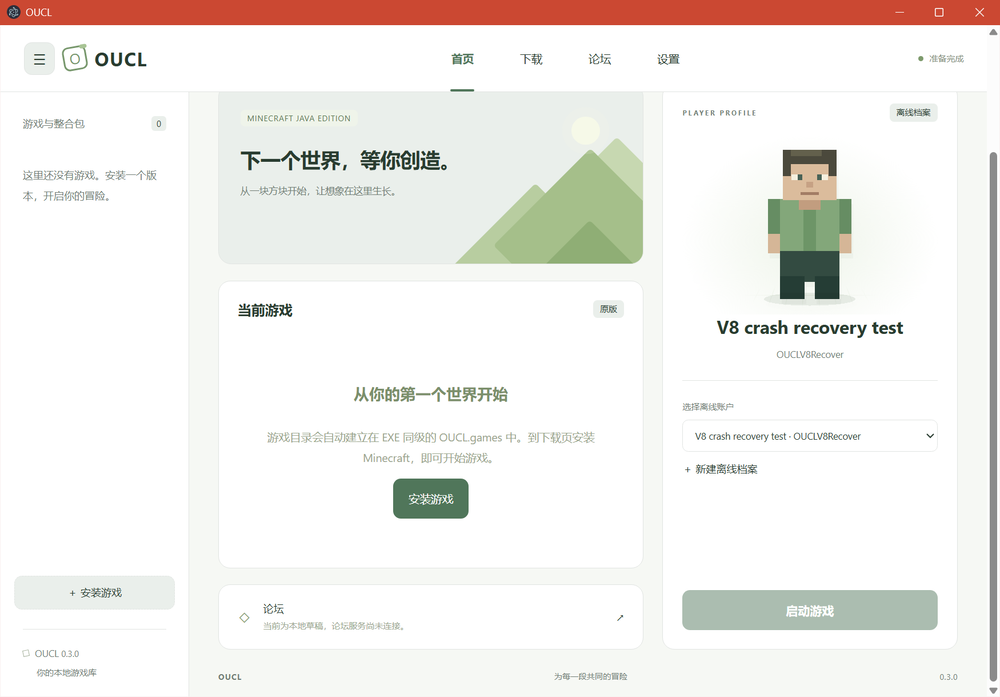 OUCL
OUCL
首页
下载
论坛
设置
准备完成
游戏与整合包
0
这里还没有游戏。安装一个版
本，开启你的冒险。
+ 安装游戏
OUCL 0.3.0
你的本地游戏库
MINECRAFT JAVA EDITION
下一个世界，等你创造。
从一块方块开始，让想象在这里生长。
当前游戏
原版
从你的第一个世界开始
游戏目录会自动建立在 EXE 同级的 OUCL.games 中。到下载页安装
Minecraft，即可开始游戏。
安装游戏
论坛
当前为本地草稿，论坛服务尚未连接。
PLAYER PROFILE
离线档案
V8 crash recovery test
OUCLV8Recover
选择离线账户
V8 crash recovery test · OUCLV8Recover
+ 新建离线档案
启动游戏
OUCL
为每一段共同的冒险
0.3.0